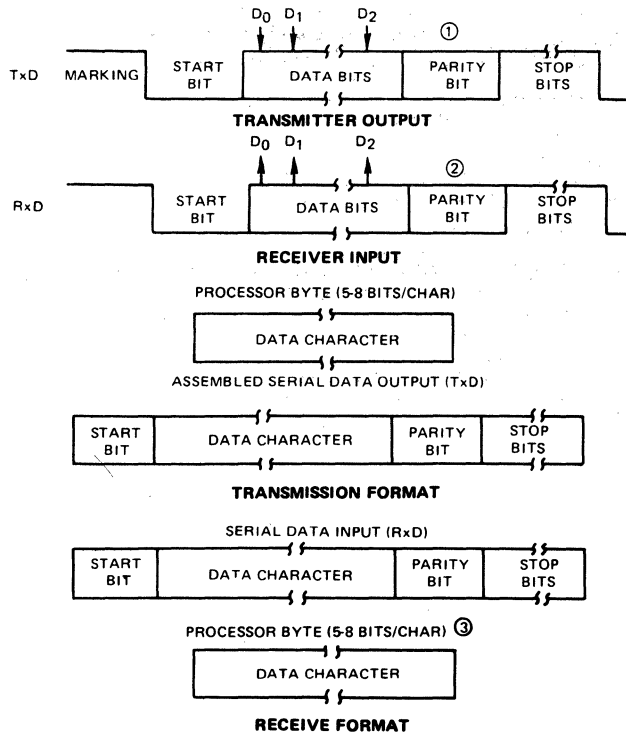 D0 D1 D2 ①
TxD MARKING START BIT DATA BITS PARITY BIT STOP BITS
TRANSMITTER OUTPUT
D0 D1 D2 ②
RxD START BIT DATA BITS PARITY BIT STOP BITS
RECEIVER INPUT
PROCESSOR BYTE (5-8 BITS/CHAR)
DATA CHARACTER
ASSEMBLED SERIAL DATA OUTPUT (TxD)
START BIT DATA CHARACTER PARITY BIT STOP BITS
TRANSMISSION FORMAT
SERIAL DATA INPUT (RxD)
START BIT DATA CHARACTER PARITY BIT STOP BITS
PROCESSOR BYTE (5-8 BITS/CHAR) ③
DATA CHARACTER
RECEIVE FORMAT